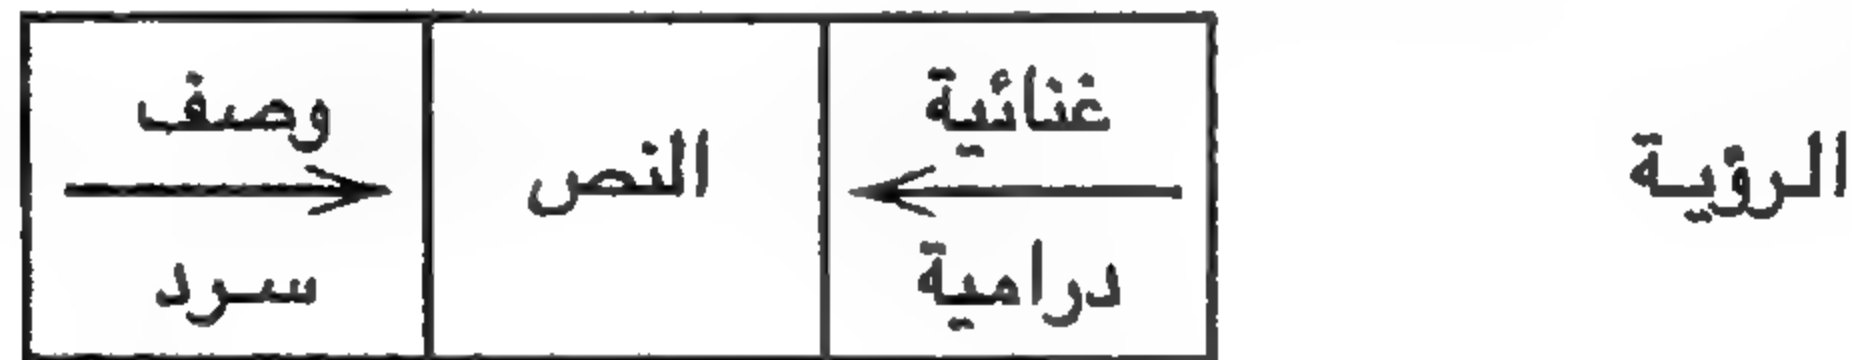 الرؤية
غنائية
درامية
النص
وصف
سرد